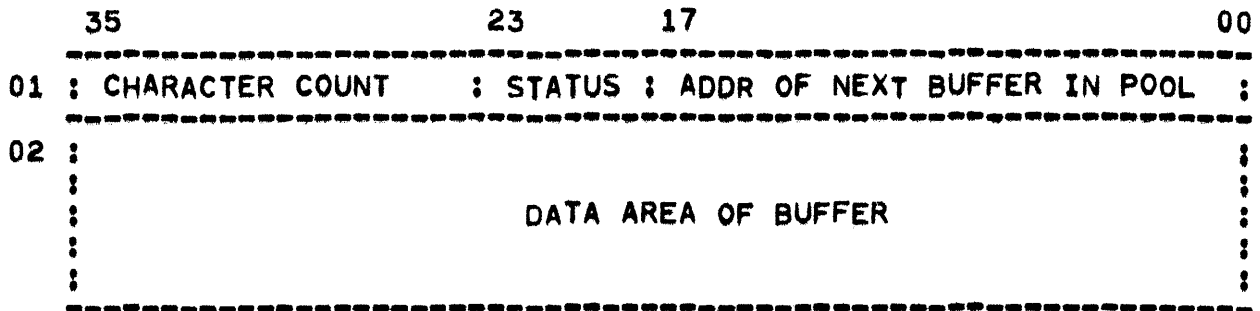 35 23 17 00
01 : CHARACTER COUNT : STATUS : ADDR OF NEXT BUFFER IN POOL :
02 :
DATA AREA OF BUFFER